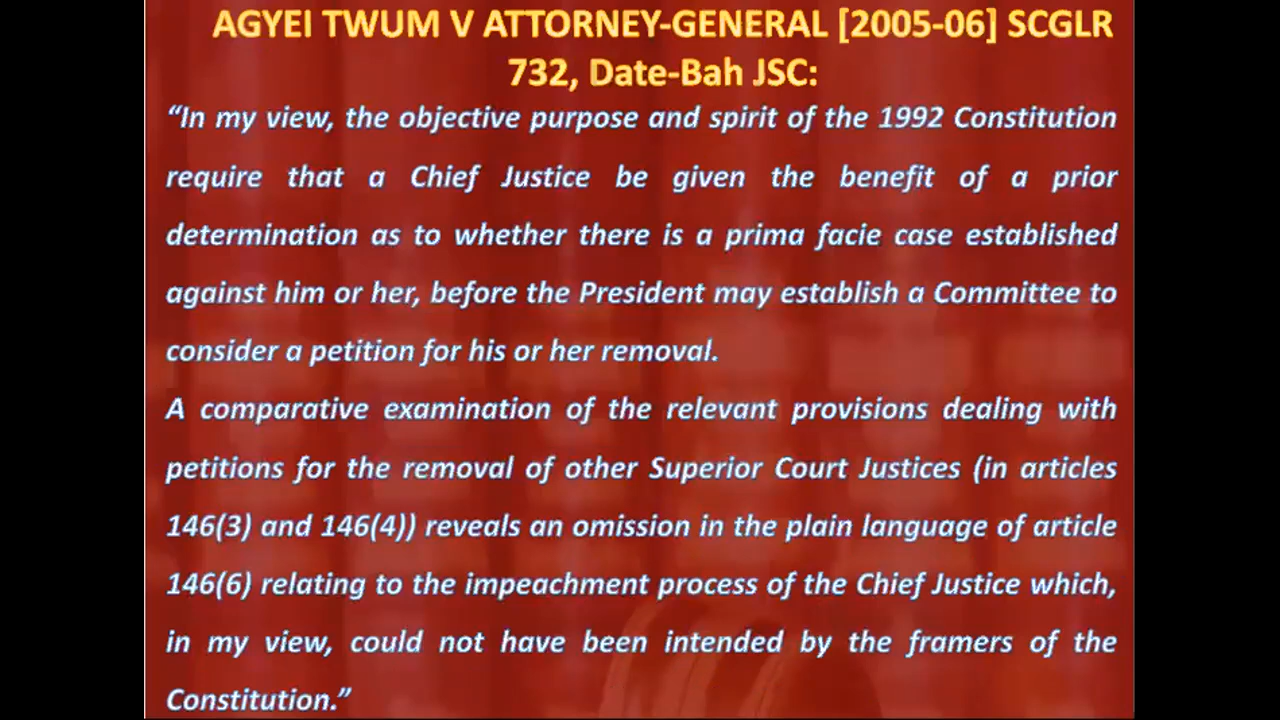 AGYEI TWUM V ATTORNEY-GENERAL [2005-06] SCGLR
732, Date-Bah JSC:
“In my view, the objective purpose and spirit of the 1992 Constitution
require that a Chief Justice be given the benefit of a prior
determination as to whether there is a prima facie case established
against him or her, before the President may establish a Committee to
consider a petition for his or her removal.
A comparative examination of the relevant provisions dealing with
petitions for the removal of other Superior Court Justices (in articles
146(3) and 146(4)) reveals an omission in the plain language of article
146(6) relating to the impeachment process of the Chief Justice which,
in my view, could not have been intended by the framers of the
Constitution.”